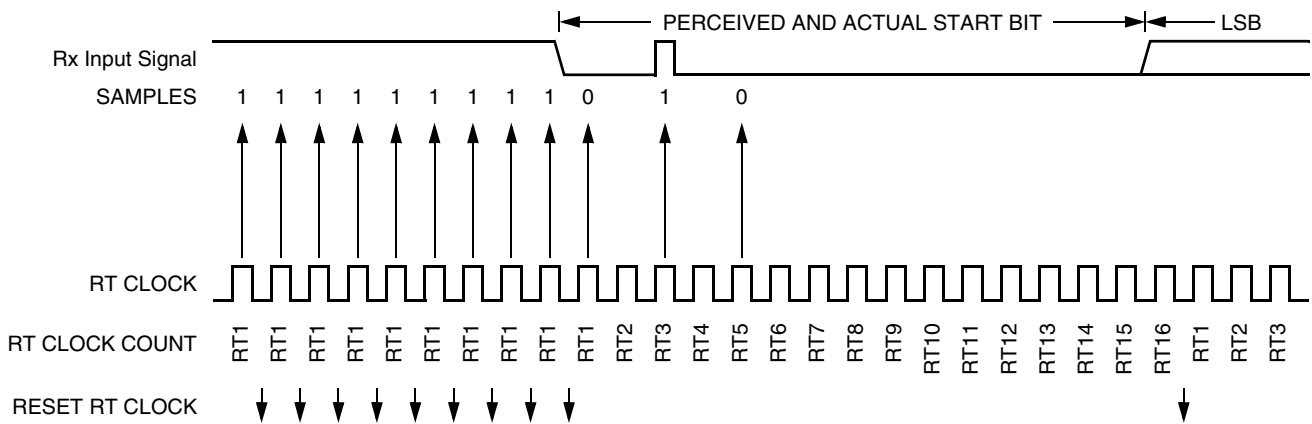 PERCEIVED AND ACTUAL START BIT LSB
Rx Input Signal
SAMPLES 1 1 1 1 1 1 1 1 1 0 1 0
RT CLOCK
RT CLOCK COUNT RT1 RT1 RT1 RT1 RT1 RT1 RT1 RT1 RT1 RT1 RT2 RT3 RT4 RT5 RT6 RT7 RT8 RT9 RT10 RT11 RT12 RT13 RT14 RT15 RT16 RT1 RT2 RT3
RESET RT CLOCK